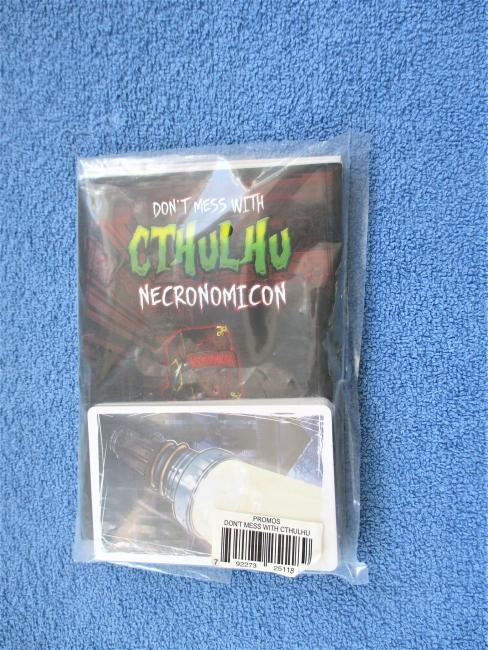 DON'T MESS WITH
CTHULHU
NECRONOMICON
PROMOS
DON'T MESS WITH CTHULHU
7 92273 25118